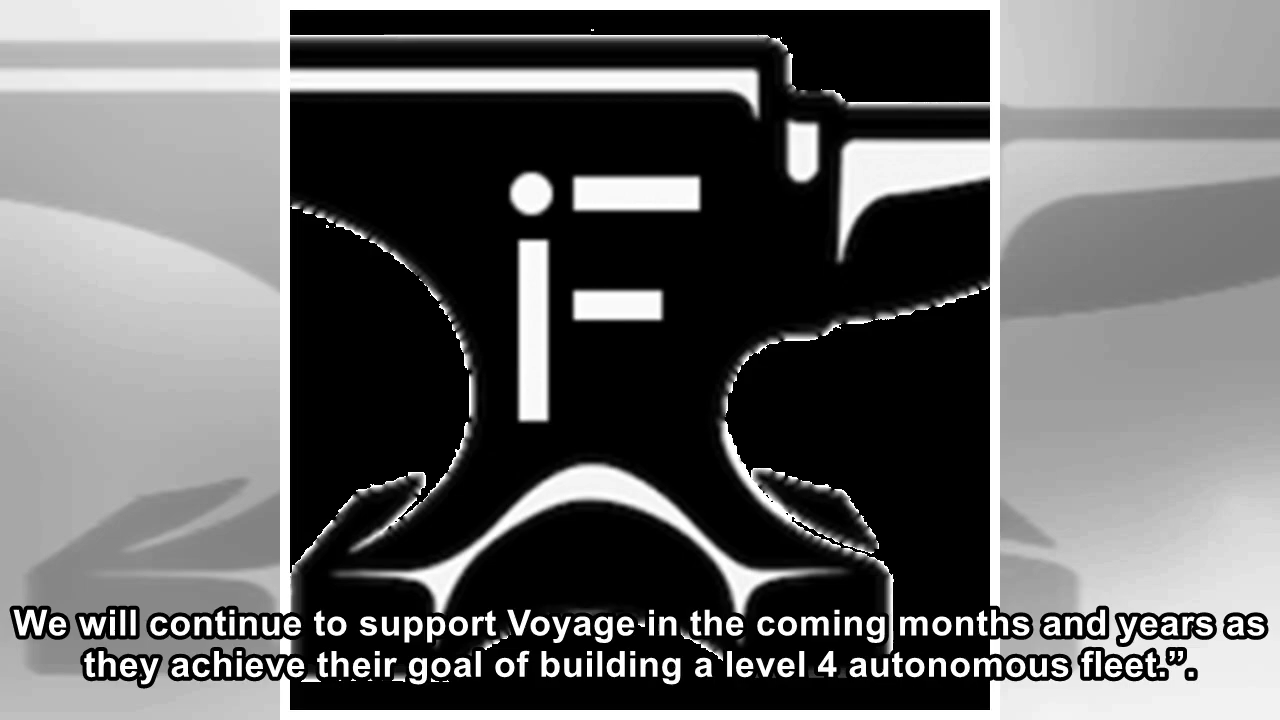 iF
We will continue to support Voyage in the coming months and years as
they achieve their goal of building a level 4 autonomous fleet.”.